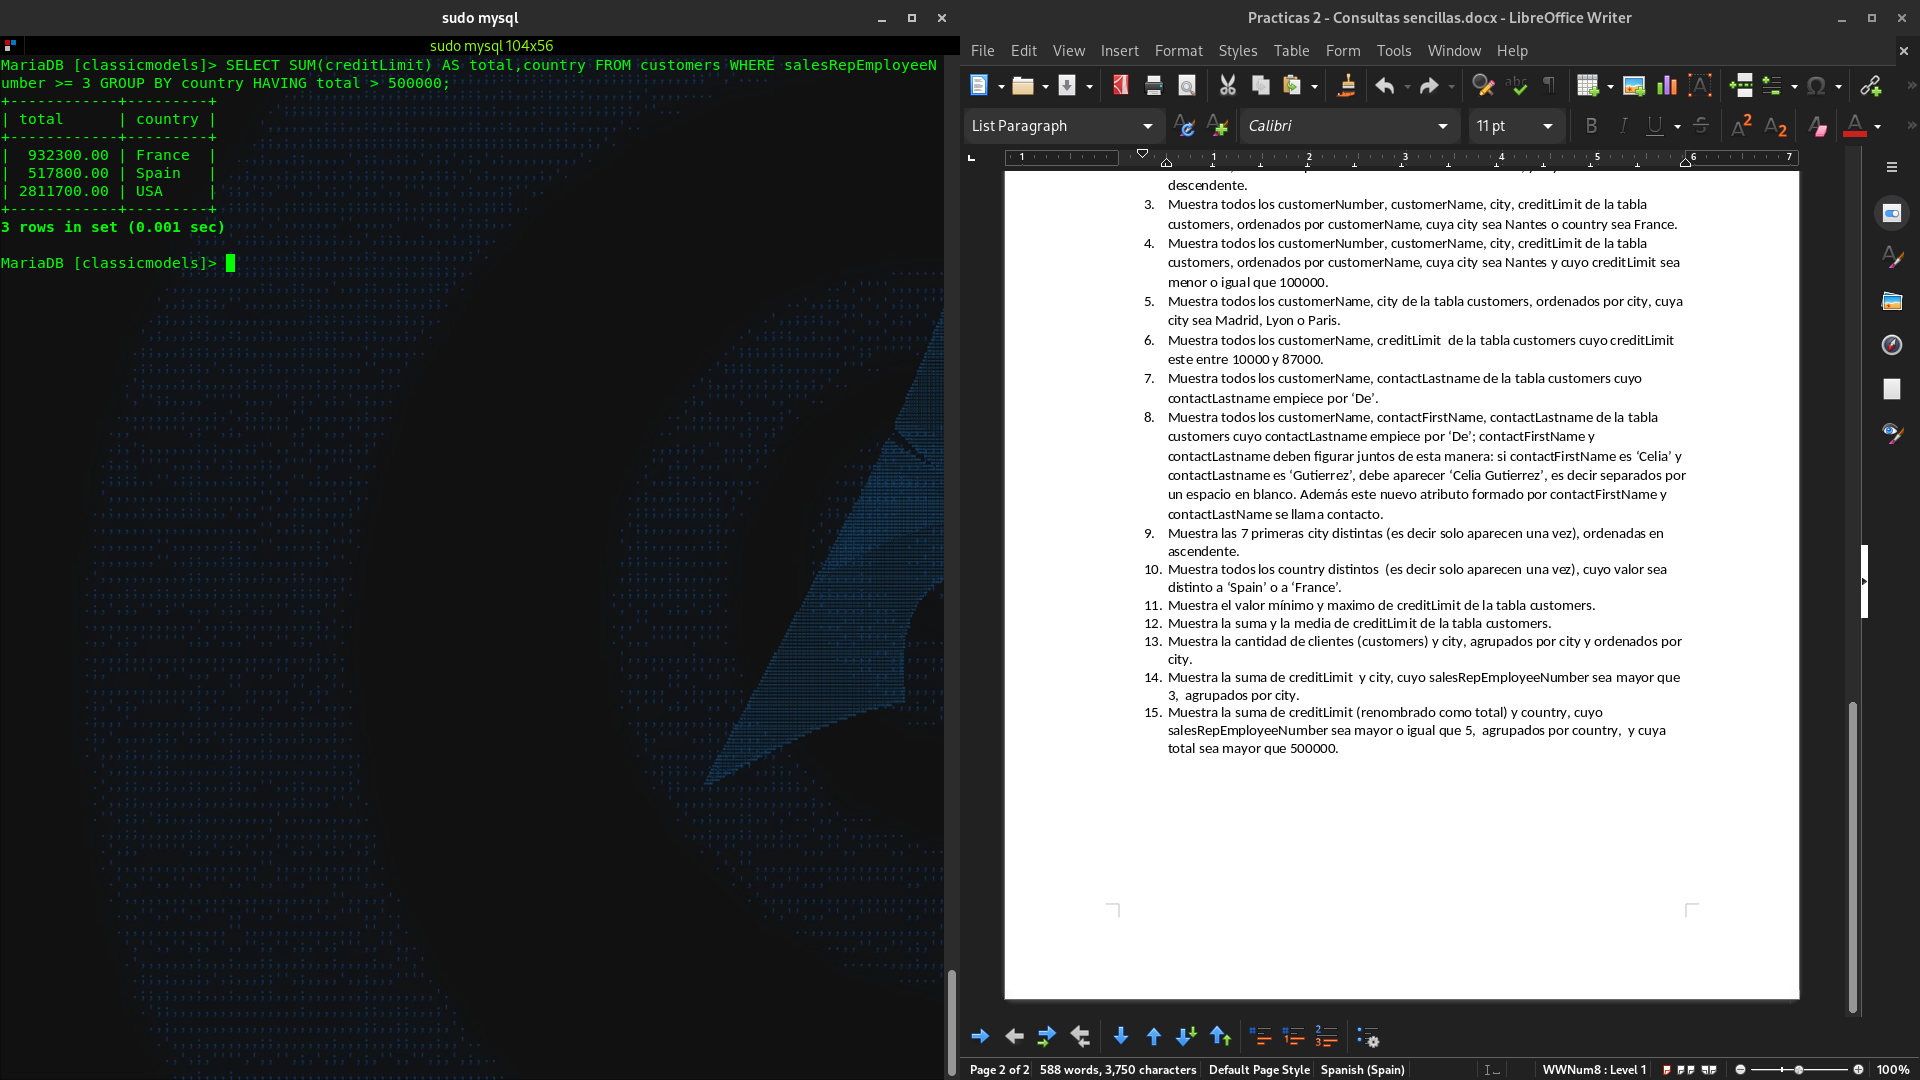 sudo mysql
sudo mysql 104x56
MariaDB [classicmodels]> SELECT SUM(creditLimit) AS total,country FROM customers WHERE salesRepEmployeeN
umber >= 3 GROUP BY country HAVING total > 500000;
+------------+---------+
| total      | country |
+------------+---------+
|  932300.00 | France  |
|  517800.00 | Spain   |
| 2811700.00 | USA     |
+------------+---------+
3 rows in set (0.001 sec)
MariaDB [classicmodels]>
Practicas 2 - Consultas sencillas.docx - LibreOffice Writer
File Edit View Insert Format Styles Table Form Tools Window Help
List Paragraph Calibri 11 pt
1 1 2 3 4 5 6 7
descendente.
3. Muestra todos los customerNumber, customerName, city, creditLimit de la tabla
customers, ordenados por customerName, cuya city sea Nantes o country sea France.
4. Muestra todos los customerNumber, customerName, city, creditLimit de la tabla
customers, ordenados por customerName, cuya city sea Nantes y cuyo creditLimit sea
menor o igual que 100000.
5. Muestra todos los customerName, city de la tabla customers, ordenados por city, cuya
city sea Madrid, Lyon o Paris.
6. Muestra todos los customerName, creditLimit  de la tabla customers cuyo creditLimit
este entre 10000 y 87000.
7. Muestra todos los customerName, contactLastname de la tabla customers cuyo
contactLastname empiece por ‘De’.
8. Muestra todos los customerName, contactFirstName, contactLastname de la tabla
customers cuyo contactLastname empiece por ‘De’; contactFirstName y
contactLastname deben figurar juntos de esta manera: si contactFirstName es ‘Celia’ y
contactLastname es ‘Gutierrez’, debe aparecer ‘Celia Gutierrez’, es decir separados por
un espacio en blanco. Además este nuevo atributo formado por contactFirstName y
contactLastName se llama contacto.
9. Muestra las 7 primeras city distintas (es decir solo aparecen una vez), ordenadas en
ascendente.
10. Muestra todos los country distintos  (es decir solo aparecen una vez), cuyo valor sea
distinto a ‘Spain’ o a ‘France’.
11. Muestra el valor mínimo y maximo de creditLimit de la tabla customers.
12. Muestra la suma y la media de creditLimit de la tabla customers.
13. Muestra la cantidad de clientes (customers) y city, agrupados por city y ordenados por
city.
14. Muestra la suma de creditLimit  y city, cuyo salesRepEmployeeNumber sea mayor que
3,  agrupados por city.
15. Muestra la suma de creditLimit (renombrado como total) y country, cuyo
salesRepEmployeeNumber sea mayor o igual que 5,  agrupados por country,  y cuya
total sea mayor que 500000.
Page 2 of 2 588 words, 3,750 characters Default Page Style Spanish (Spain) WWNum8 : Level 1 100%